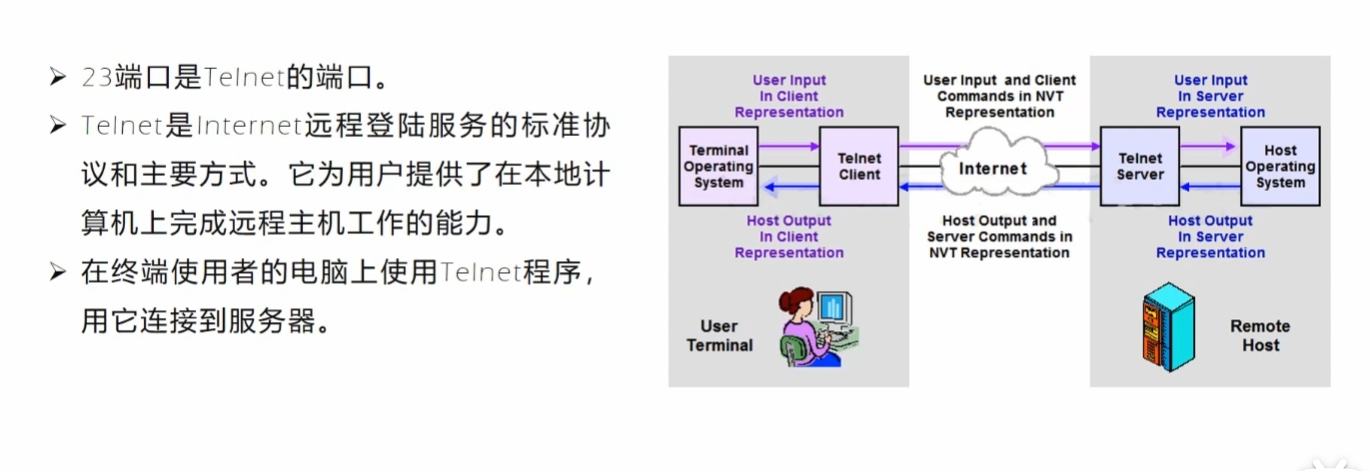 ➢ 23端口是Telnet的端口。
➢ Telnet是Internet远程登陆服务的标准协
议和主要方式。它为用户提供了在本地计
算机上完成远程主机工作的能力。
➢ 在终端使用者的电脑上使用Telnet程序，
用它连接到服务器。
User Input
In Client
Representation
User Input and Client
Commands in NVT
Representation
User Input
In Server
Representation
Terminal
Operating
System
Telnet
Client
Internet
Telnet
Server
Host
Operating
System
Host Output
In Client
Representation
Host Output and
Server Commands in
NVT Representation
Host Output
In Server
Representation
User
Terminal
Remote
Host